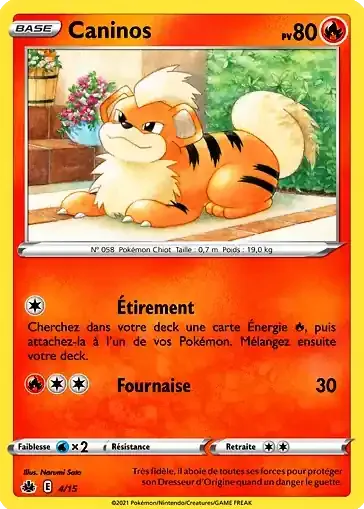 BASE Caninos PV80
N° 058 Pokémon Chiot Taille : 0,7 m Poids : 19,0 kg
Étirement
Cherchez dans votre deck une carte Énergie, puis
attachez-la à l'un de vos Pokémon. Mélangez ensuite
votre deck.
Fournaise 30
Faiblesse ×2 Résistance Retraite
Illus. Narumi Sato
Très fidèle, il aboie de toutes ses forces pour protéger
son Dresseur d'Origine quand un danger le guette.
E 4/15
©2021 Pokémon/Nintendo/Creatures/GAME FREAK